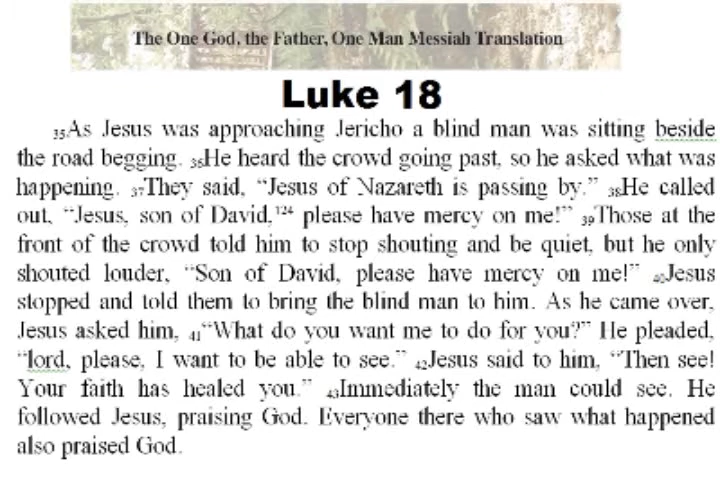 The One God, the Father, One Man Messiah Translation
Luke 18
35As Jesus was approaching Jericho a blind man was sitting beside
the road begging. 36He heard the crowd going past, so he asked what was
happening. 37They said, “Jesus of Nazareth is passing by.” 38He called
out, “Jesus, son of David,124 please have mercy on me!” 39Those at the
front of the crowd told him to stop shouting and be quiet, but he only
shouted louder, “Son of David, please have mercy on me!” 40Jesus
stopped and told them to bring the blind man to him. As he came over,
Jesus asked him, 41“What do you want me to do for you?” He pleaded,
“lord, please, I want to be able to see.” 42Jesus said to him, “Then see!
Your faith has healed you.” 43Immediately the man could see. He
followed Jesus, praising God. Everyone there who saw what happened
also praised God.